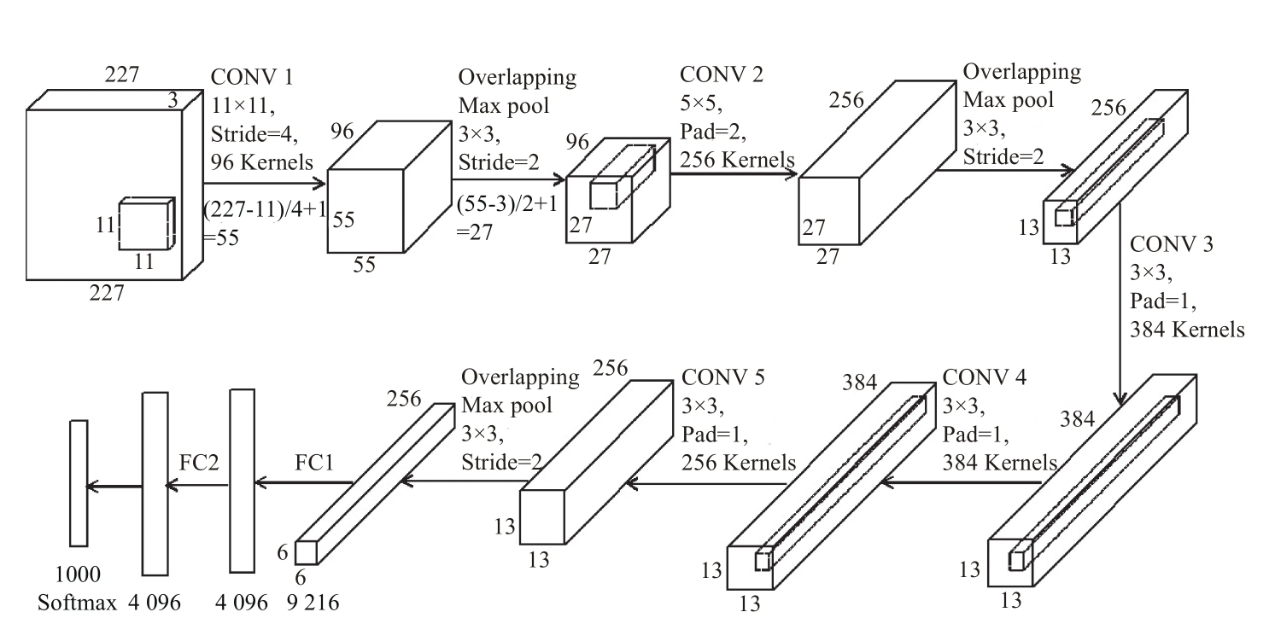 227
3
CONV 1
11×11,
Stride=4,
96 Kernels
(227-11)/4+1
=55
11
11
227
96
55
55
Overlapping
Max pool
3×3,
Stride=2
(55-3)/2+1
=27
96
27
27
CONV 2
5×5,
Pad=2,
256 Kernels
256
27
27
Overlapping
Max pool
3×3,
Stride=2
256
13
13
CONV 3
3×3,
Pad=1,
384 Kernels
384
13
13
CONV 4
3×3,
Pad=1,
384 Kernels
384
13
13
CONV 5
3×3,
Pad=1,
256 Kernels
256
13
13
Overlapping
Max pool
3×3,
Stride=2
256
6
6
9 216
FC1
4 096
FC2
4 096
1000
Softmax